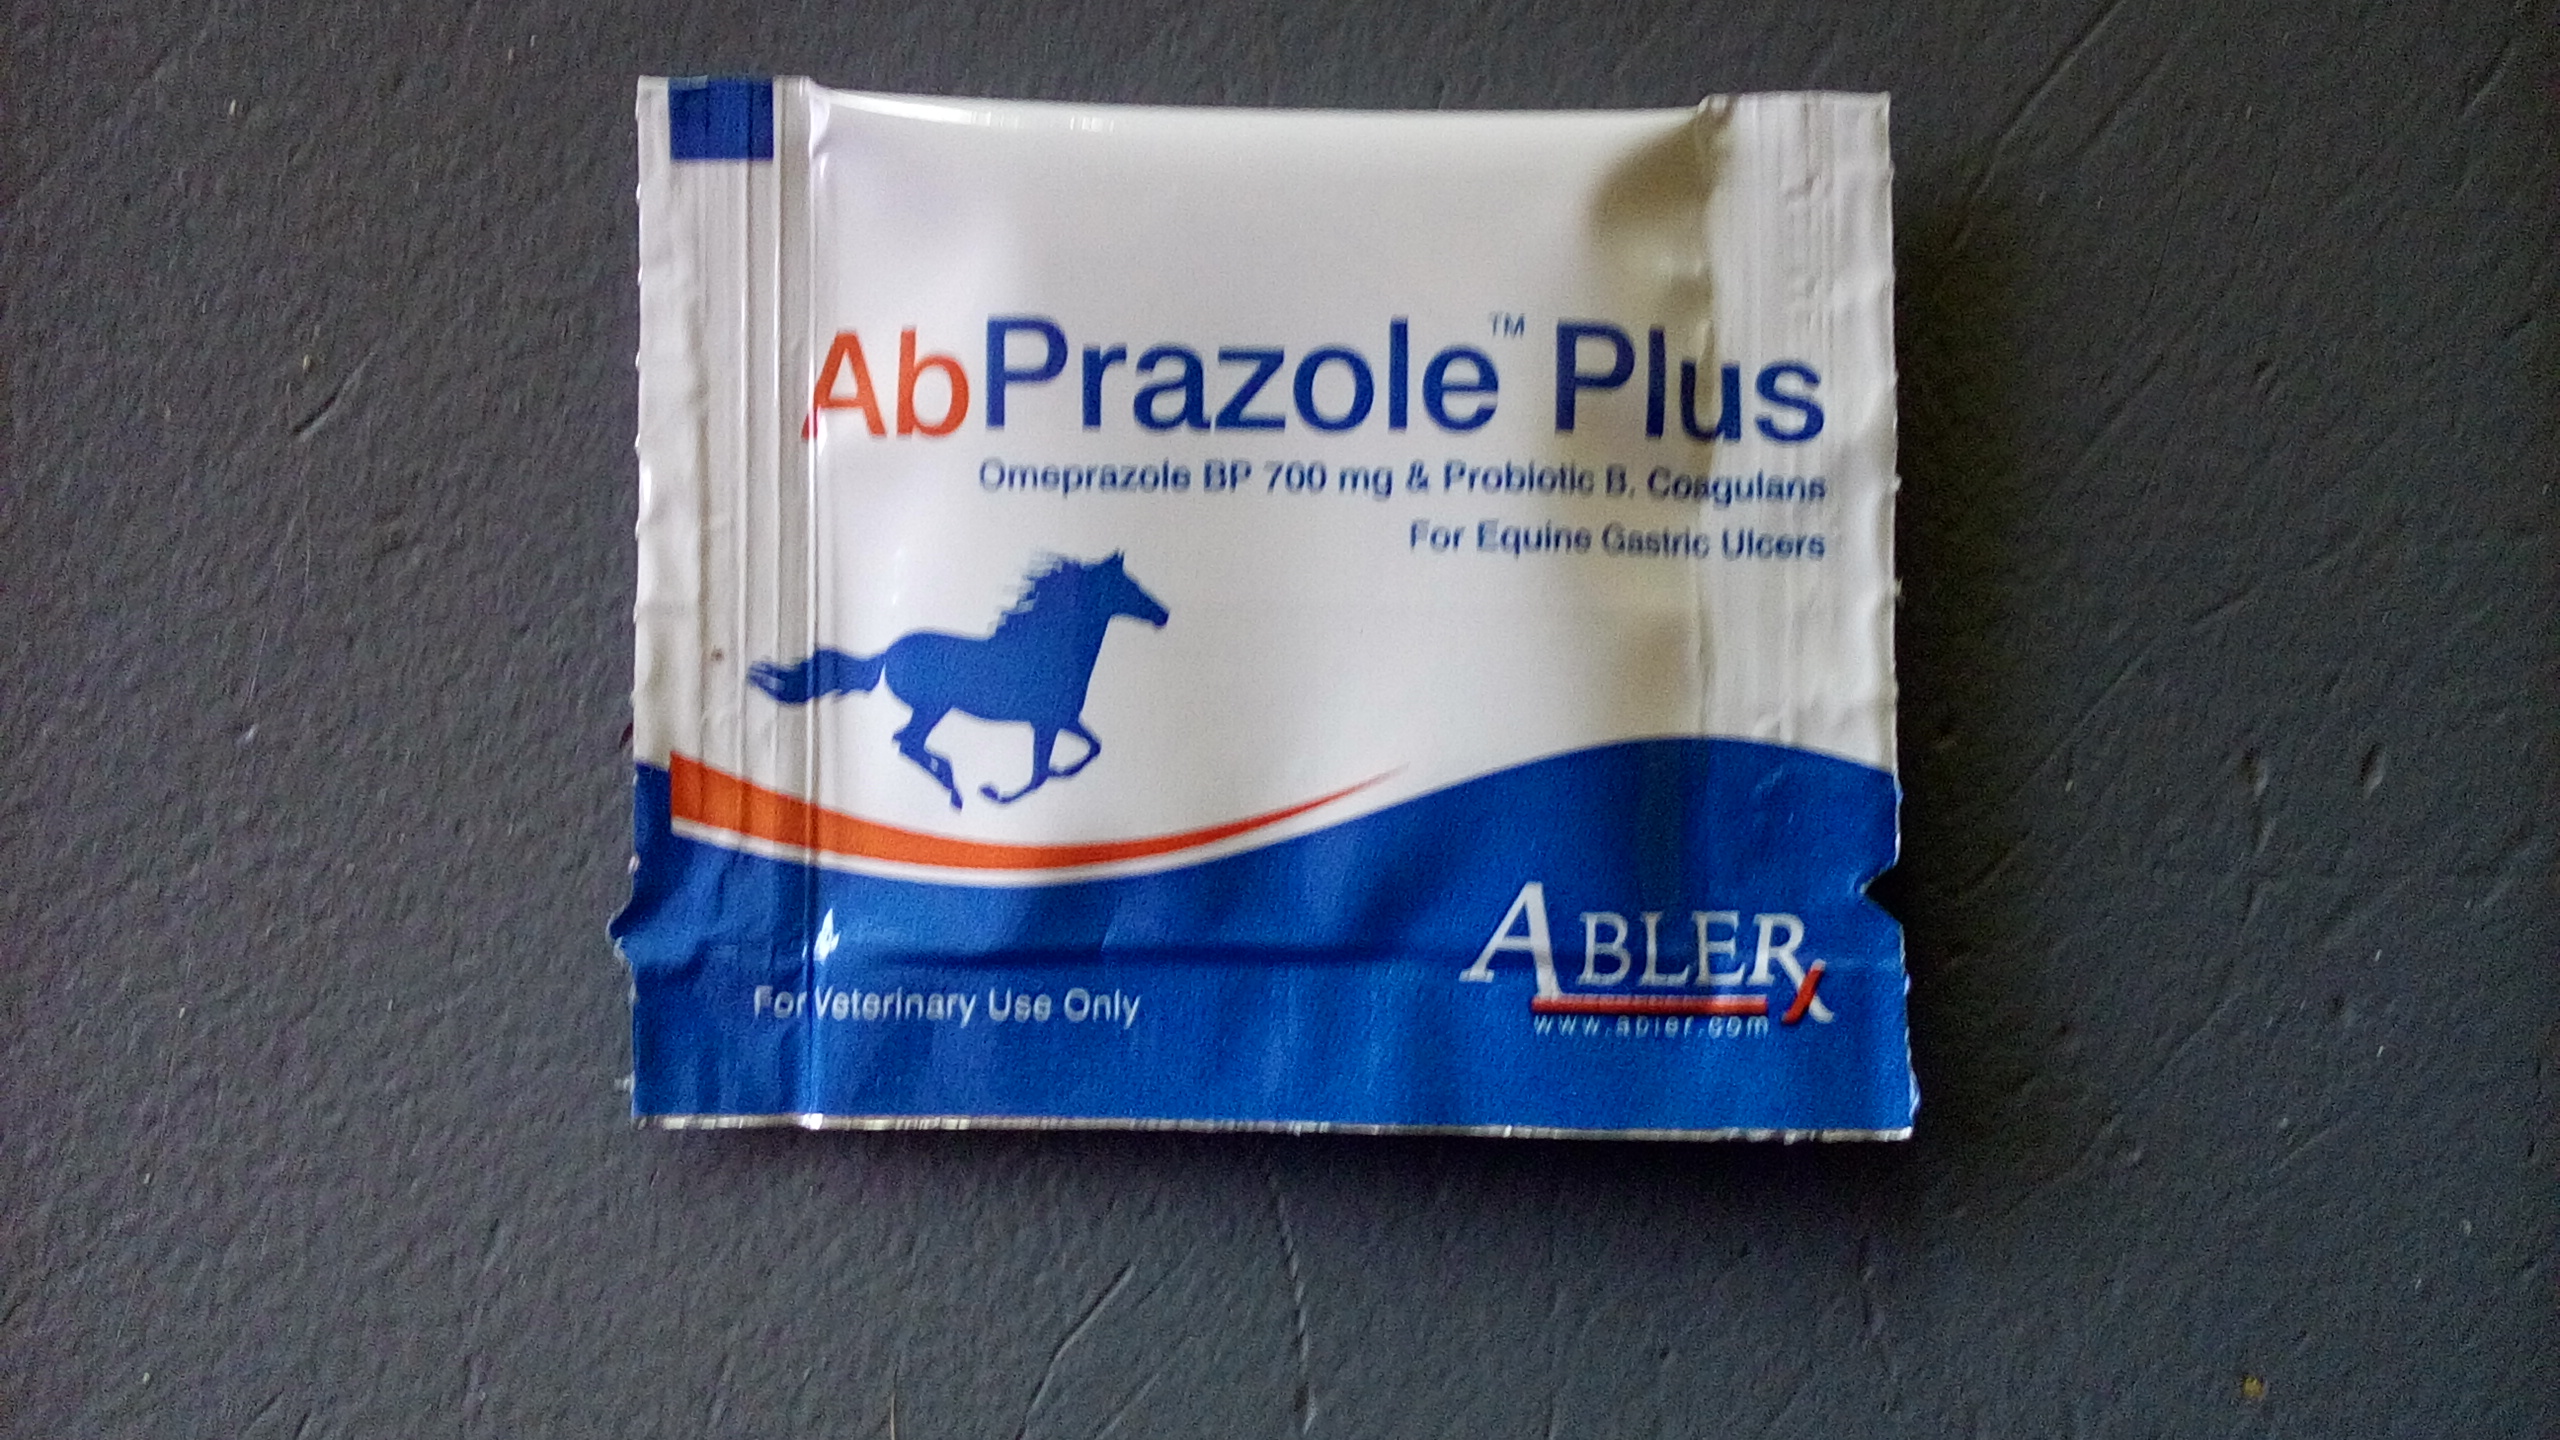 AbPrazole™ Plus
Omeprazole BP 700 mg & Probiotic B. Coagulans
For Equine Gastric Ulcers
ABLERx
www.abler.com
For Veterinary Use Only